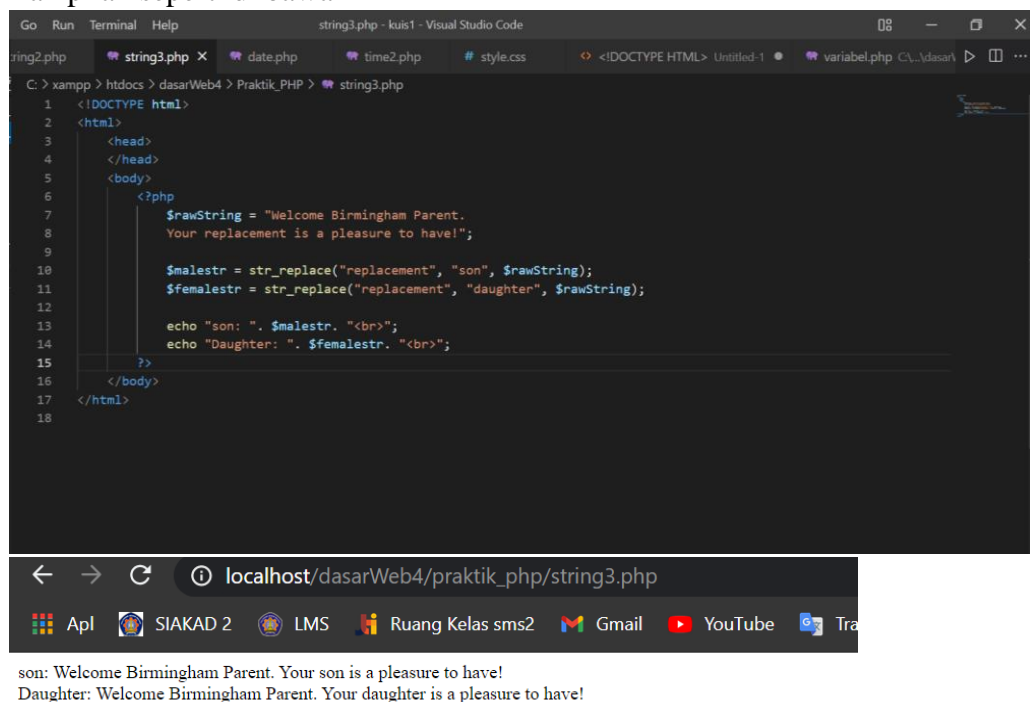 Go Run Terminal Help string3.php - kuis1 - Visual Studio Code
string3.php date.php time2.php # style.css <!DOCTYPE HTML> Untitled-1 variabel.php
C: > xampp > htdocs > dasarWeb4 > Praktik_PHP > string3.php
1 <!DOCTYPE html>
2 <html>
3 <head>
4 </head>
5 <body>
6 <?php
7 $rawString = "Welcome Birmingham Parent.
8 Your replacement is a pleasure to have!";
9
10 $malestr = str_replace("replacement", "son", $rawString);
11 $femalestr = str_replace("replacement", "daughter", $rawString);
12
13 echo "son: ". $malestr. "<br>";
14 echo "Daughter: ". $femalestr. "<br>";
15 ?>
16 </body>
17 </html>
18
localhost/dasarWeb4/praktik_php/string3.php
Apl SIAKAD 2 LMS Ruang Kelas sms2 Gmail YouTube Tra
son: Welcome Birmingham Parent. Your son is a pleasure to have!
Daughter: Welcome Birmingham Parent. Your daughter is a pleasure to have!